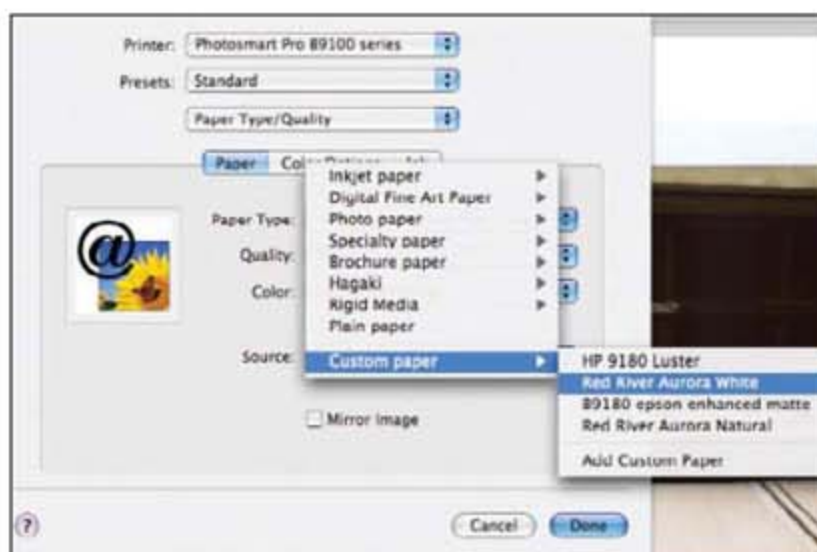 Printer: Photosmart Pro B9100 series
Presets: Standard
Paper Type/Quality
Paper
Inkjet paper
Digital Fine Art Paper
Paper Type: Photo paper
Specialty paper
Quality: Brochure paper
Hagaki
Color: Rigid Media
Plain paper
Source: Custom paper
HP 9180 Luster
Red River Aurora White
B9180 epson enhanced matte
Mirror Image
Red River Aurora Natural
Add Custom Paper
? Cancel Done